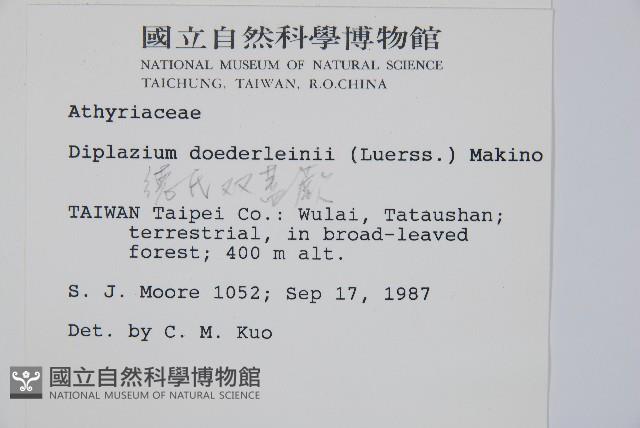 國立自然科學博物館
NATIONAL MUSEUM OF NATURAL SCIENCE
TAICHUNG, TAIWAN, R.O.CHINA
Athyriaceae
Diplazium doederleinii (Luerss.) Makino
德氏双蓋蕨
TAIWAN Taipei Co.: Wulai, Tataushan;
terrestrial, in broad-leaved
forest; 400 m alt.
S. J. Moore 1052; Sep 17, 1987
Det. by C. M. Kuo
國立自然科學博物館
NATIONAL MUSEUM OF NATURAL SCIENCE